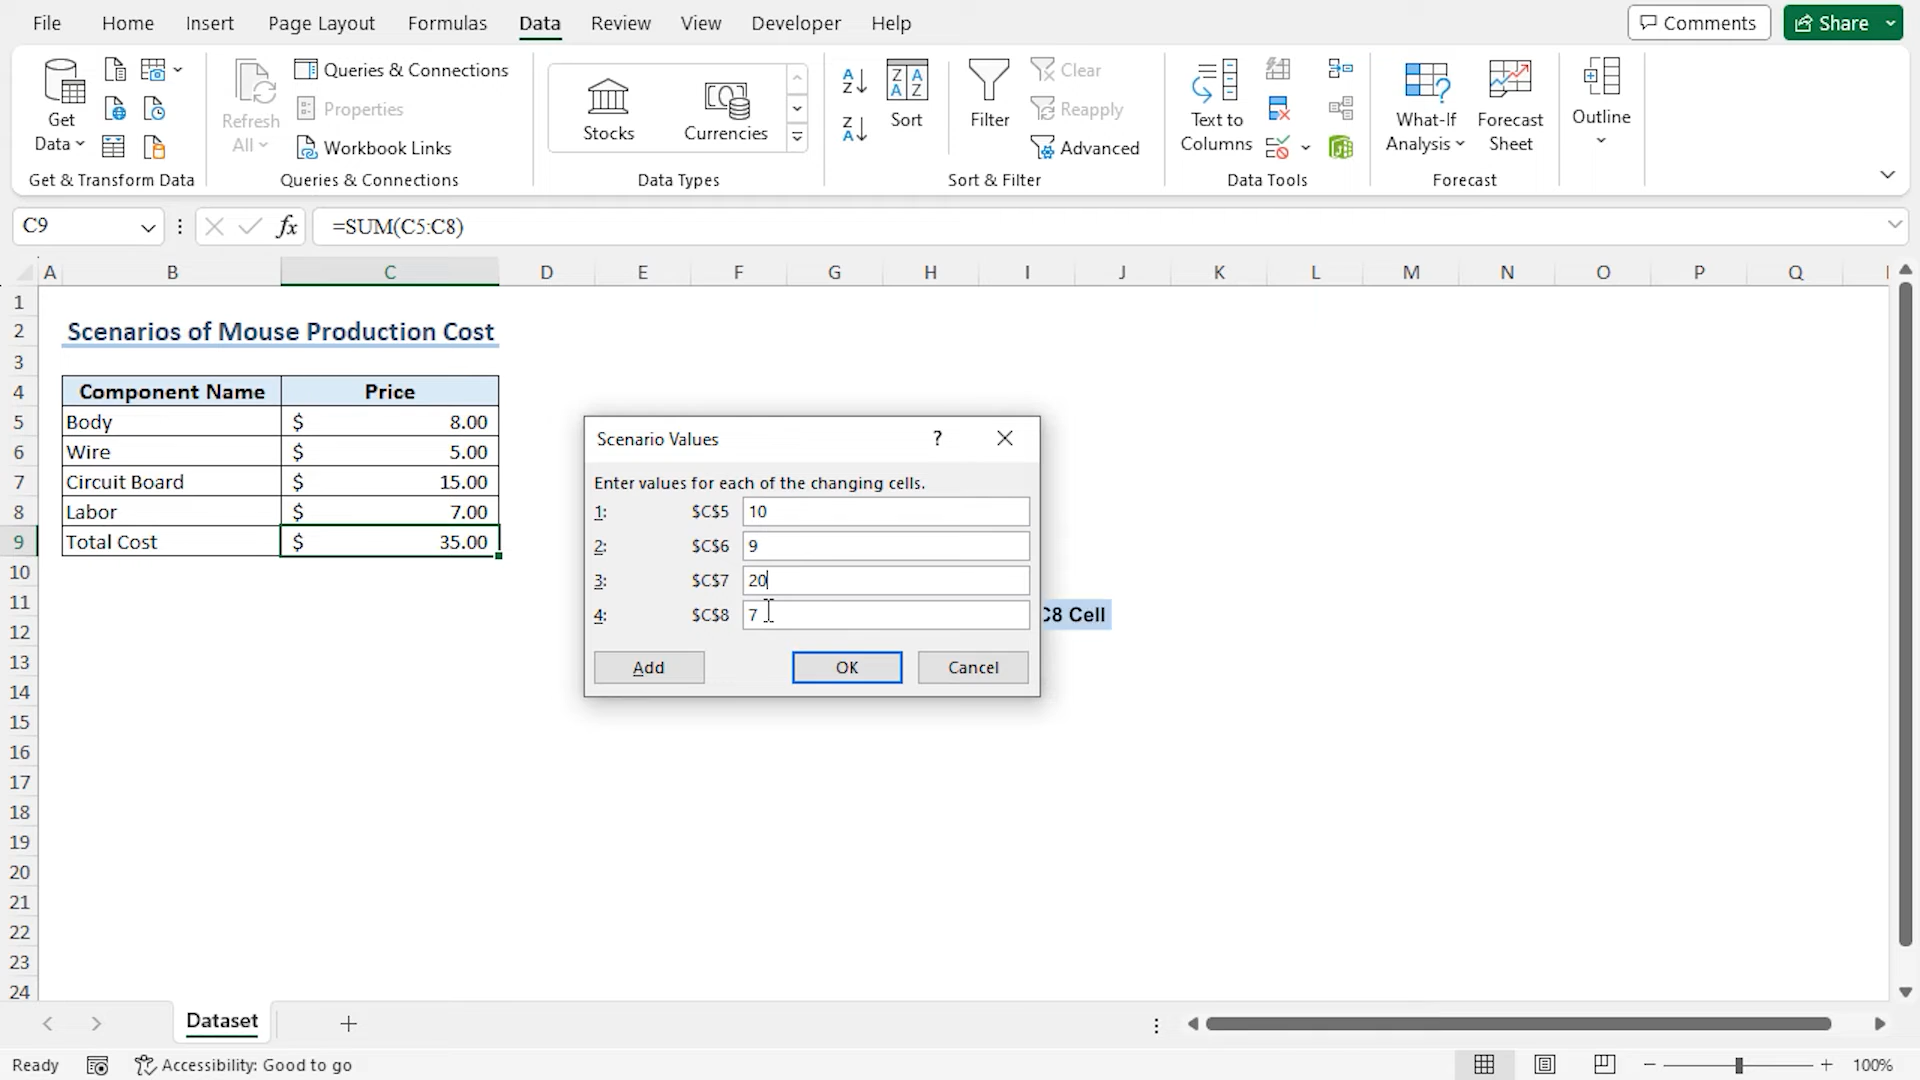 File Home Insert Page Layout Formulas Data Review View Developer Help Comments Share
Get Data
Refresh All
Queries & Connections
Properties
Workbook Links
Stocks
Currencies
A Z
Z A
Z A A Z
Sort
Filter
Clear
Reapply
Advanced
Text to Columns
What-If Analysis
Forecast Sheet
Outline
Get & Transform Data Queries & Connections Data Types Sort & Filter Data Tools Forecast
C9 fx =SUM(C5:C8)
A B C D E F G H I J K L M N O P Q
1
2 Scenarios of Mouse Production Cost
3
4 Component Name Price
5 Body $ 8.00
6 Wire $ 5.00
7 Circuit Board $ 15.00
8 Labor $ 7.00
9 Total Cost $ 35.00
10
11
12
13
14
15
16
17
18
19
20
21
22
23
24
Scenario Values ?
Enter values for each of the changing cells.
1: $C$5 10
2: $C$6 9
3: $C$7 20
4: $C$8 7
Add OK Cancel
C8 Cell
Dataset
Ready Accessibility: Good to go 100%